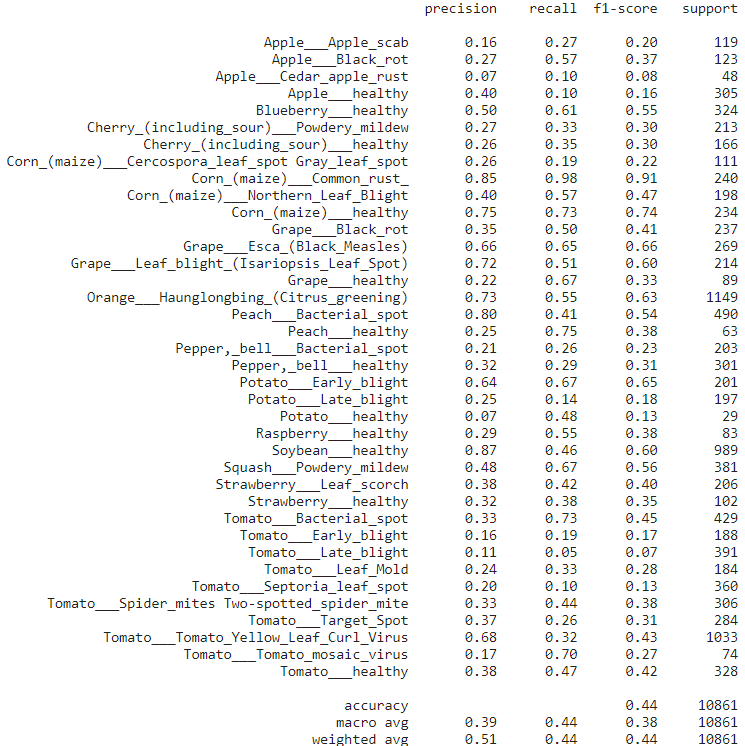 precision recall f1-score support
Apple___Apple_scab 0.16 0.27 0.20 119
Apple___Black_rot 0.27 0.57 0.37 123
Apple___Cedar_apple_rust 0.07 0.10 0.08 48
Apple___healthy 0.40 0.10 0.16 305
Blueberry___healthy 0.50 0.61 0.55 324
Cherry_(including_sour)___Powdery_mildew 0.27 0.33 0.30 213
Cherry_(including_sour)___healthy 0.26 0.35 0.30 166
Corn_(maize)___Cercospora_leaf_spot Gray_leaf_spot 0.26 0.19 0.22 111
Corn_(maize)___Common_rust_ 0.85 0.98 0.91 240
Corn_(maize)___Northern_Leaf_Blight 0.40 0.57 0.47 198
Corn_(maize)___healthy 0.75 0.73 0.74 234
Grape___Black_rot 0.35 0.50 0.41 237
Grape___Esca_(Black_Measles) 0.66 0.65 0.66 269
Grape___Leaf_blight_(Isariopsis_Leaf_Spot) 0.72 0.51 0.60 214
Grape___healthy 0.22 0.67 0.33 89
Orange___Haunglongbing_(Citrus_greening) 0.73 0.55 0.63 1149
Peach___Bacterial_spot 0.80 0.41 0.54 490
Peach___healthy 0.25 0.75 0.38 63
Pepper,_bell___Bacterial_spot 0.21 0.26 0.23 203
Pepper,_bell___healthy 0.32 0.29 0.31 301
Potato___Early_blight 0.64 0.67 0.65 201
Potato___Late_blight 0.25 0.14 0.18 197
Potato___healthy 0.07 0.48 0.13 29
Raspberry___healthy 0.29 0.55 0.38 83
Soybean___healthy 0.87 0.46 0.60 989
Squash___Powdery_mildew 0.48 0.67 0.56 381
Strawberry___Leaf_scorch 0.38 0.42 0.40 206
Strawberry___healthy 0.32 0.38 0.35 102
Tomato___Bacterial_spot 0.33 0.73 0.45 429
Tomato___Early_blight 0.16 0.19 0.17 188
Tomato___Late_blight 0.11 0.05 0.07 391
Tomato___Leaf_Mold 0.24 0.33 0.28 184
Tomato___Septoria_leaf_spot 0.20 0.10 0.13 360
Tomato___Spider_mites Two-spotted_spider_mite 0.33 0.44 0.38 306
Tomato___Target_Spot 0.37 0.26 0.31 284
Tomato___Tomato_Yellow_Leaf_Curl_Virus 0.68 0.32 0.43 1033
Tomato___Tomato_mosaic_virus 0.17 0.70 0.27 74
Tomato___healthy 0.38 0.47 0.42 328
accuracy 0.44 10861
macro avg 0.39 0.44 0.38 10861
weighted avg 0.51 0.44 0.44 10861